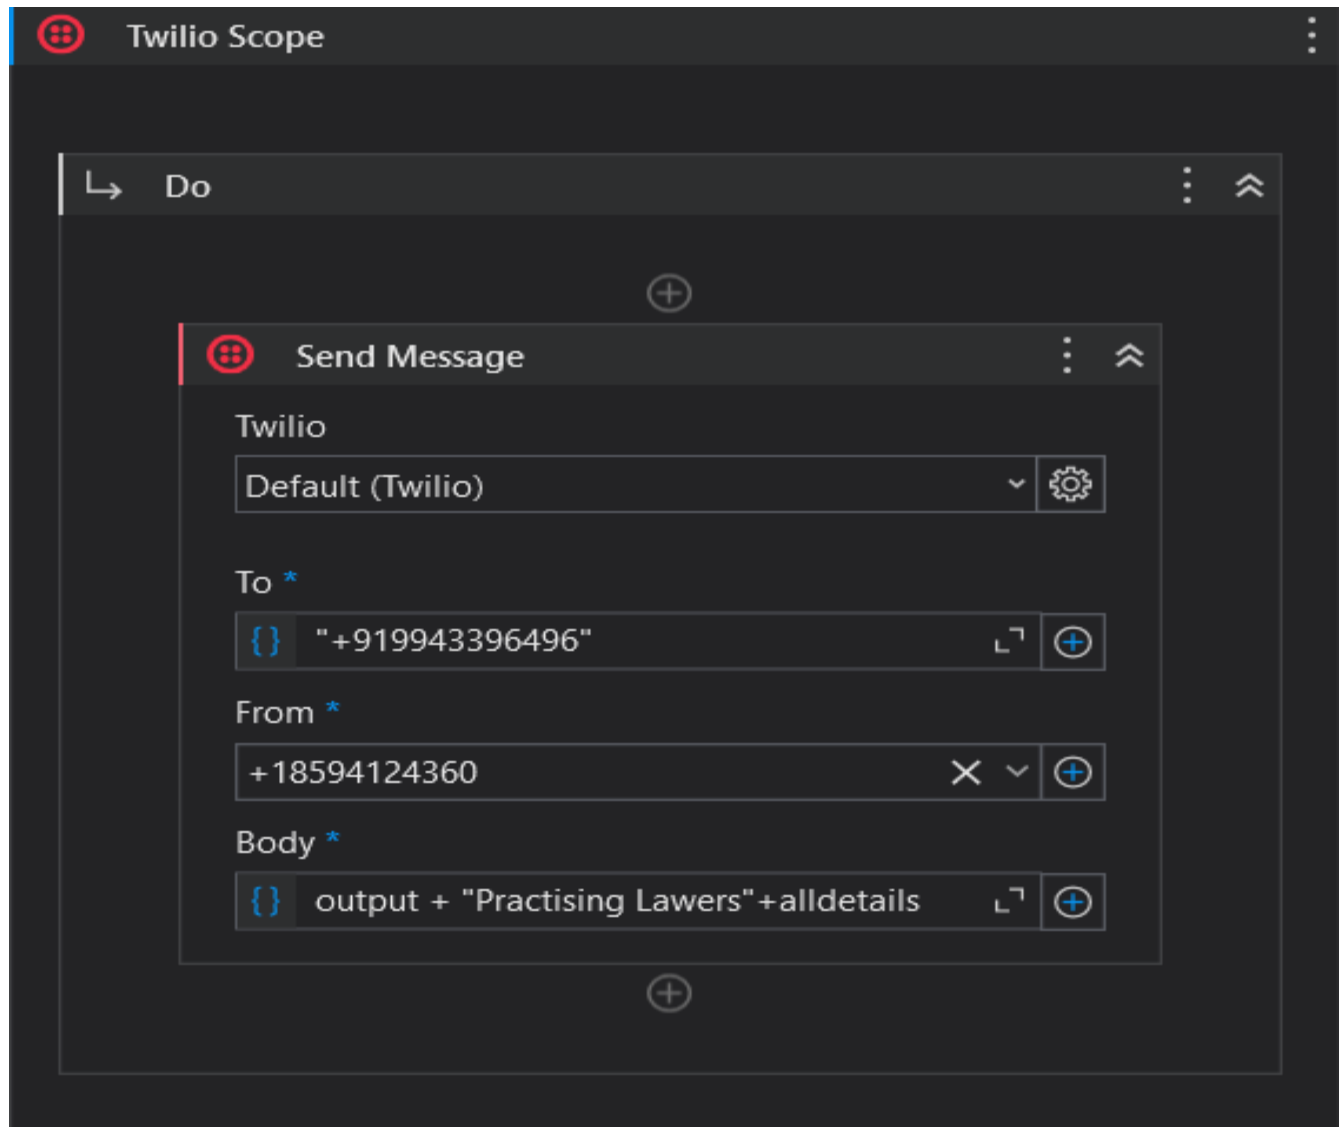 Twilio Scope
Do
Send Message
Twilio
Default (Twilio)
To *
{} "+919943396496"
From *
+18594124360
Body *
{} output + "Practising Lawers"+alldetails